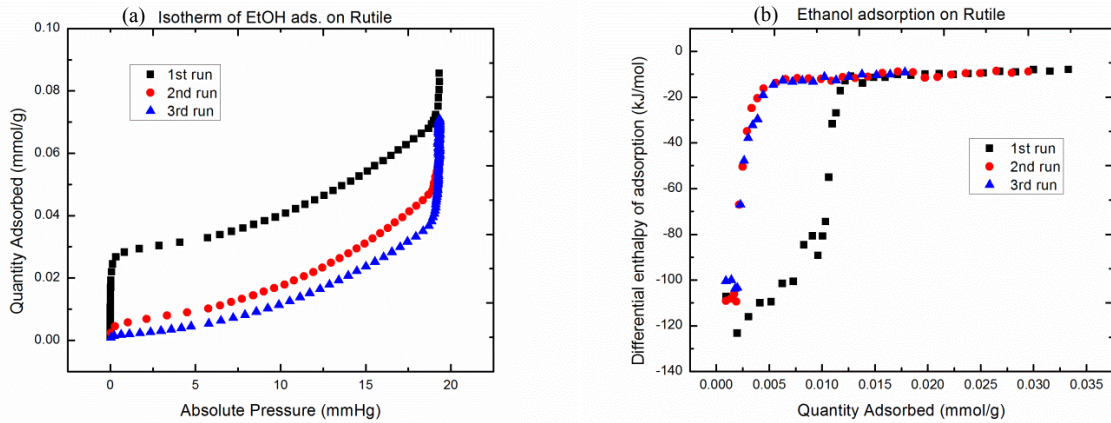 (a) Isotherm of EtOH ads. on Rutile
0.10
0.08
0.06
0.04
0.02
0.00
Quantity Adsorbed (mmol/g)
1st run
2nd run
3rd run
0 5 10 15 20
Absolute Pressure (mmHg)
(b) Ethanol adsorption on Rutile
0
-20
-40
-60
-80
-100
-120
-140
Differential enthalpy of adsorption (kJ/mol)
1st run
2nd run
3rd run
0.000 0.005 0.010 0.015 0.020 0.025 0.030 0.035
Quantity Adsorbed (mmol/g)